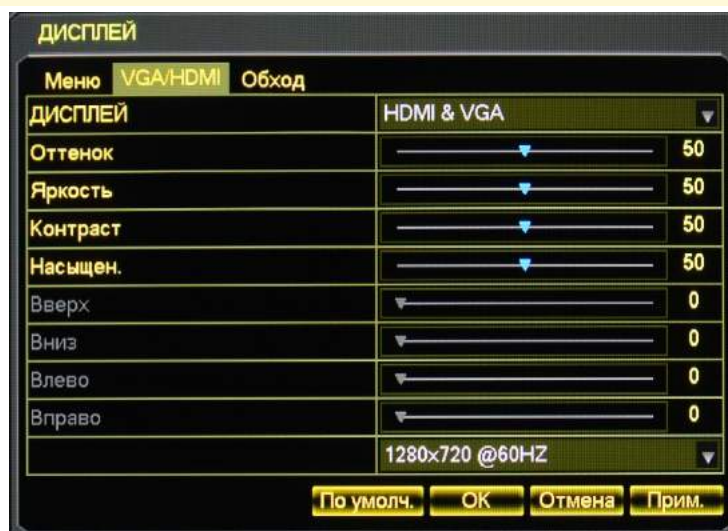 ДИСПЛЕЙ
Меню VGA/HDMI Обход
ДИСПЛЕЙ HDMI & VGA
Оттенок 50
Яркость 50
Контраст 50
Насыщен. 50
Вверх 0
Вниз 0
Влево 0
Вправо 0
1280x720 @60HZ
По умолч. ОК Отмена Прим.